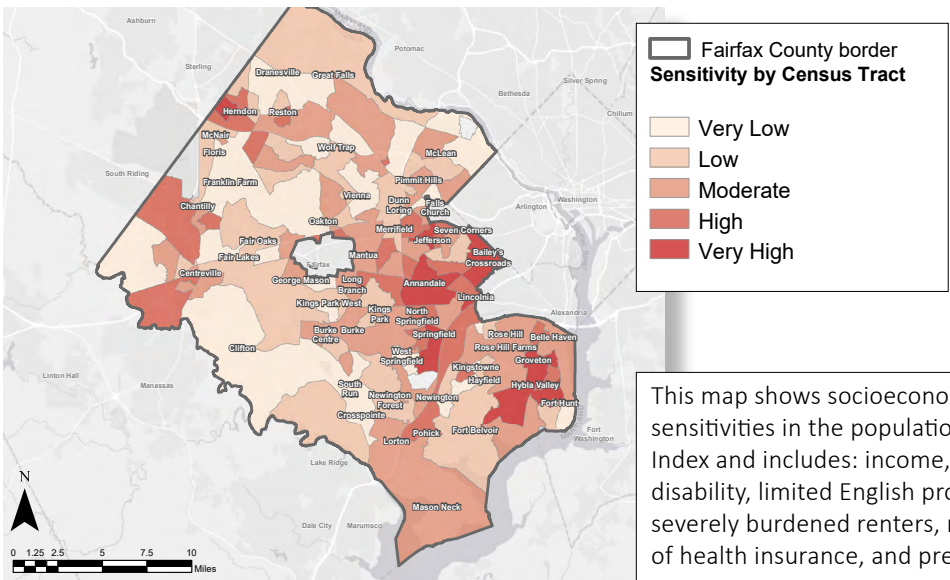 Ashburn
Potomac
Sterling
Dranesville
Great Falls
Silver Spring
Bethesda
Chillum
Herndon
Reston
McNair
Floris
Wolf Trap
McLean
South Riding
Franklin Farm
Pimmit Hills
Vienna
Dunn
Loring
Falls
Church
Arlington
Washington
Chantilly
Oakton
Merrifield
Seven Corners
Jefferson
Fair Oaks
Fair Lakes
Fairfax
Mantua
Bailey's
Crossroads
Centreville
George Mason
Long
Branch
Annandale
Lincolnia
Kings Park West
Kings
Park
North
Springfield
Alexandria
Burke
Centre
Burke
Springfield
Rose Hill
Belle Haven
Rose Hill Farms
Clifton
West
Springfield
Groveton
Kingstowne
Hayfield
Hybla Valley
Linton Hall
Manassas
South
Run
Newington
Forest
Newington
Fort Hunt
Crosspointe
Fort
Washington
Pohick
Fort Belvoir
Lorton
Lake Ridge
Mason Neck
Dale City
Marumsco
N
0 1.25 2.5 5 7.5 10
Miles
Fairfax County border
Sensitivity by Census Tract
Very Low
Low
Moderate
High
Very High
This map shows socioecono
sensitivities in the populatio
Index and includes: income,
disability, limited English pro
severely burdened renters, r
of health insurance, and pre